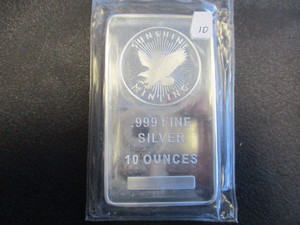 10
SUNSHINE
MINTING
.999 FINE
SILVER
10 OUNCES